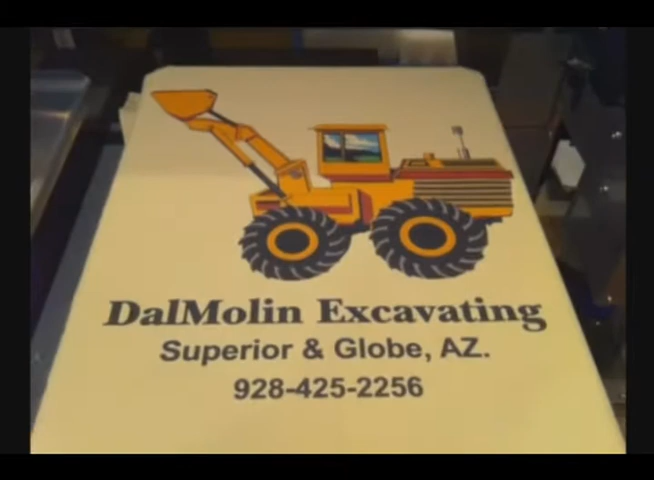 DalMolin Excavating
Superior & Globe, AZ.
928-425-2256